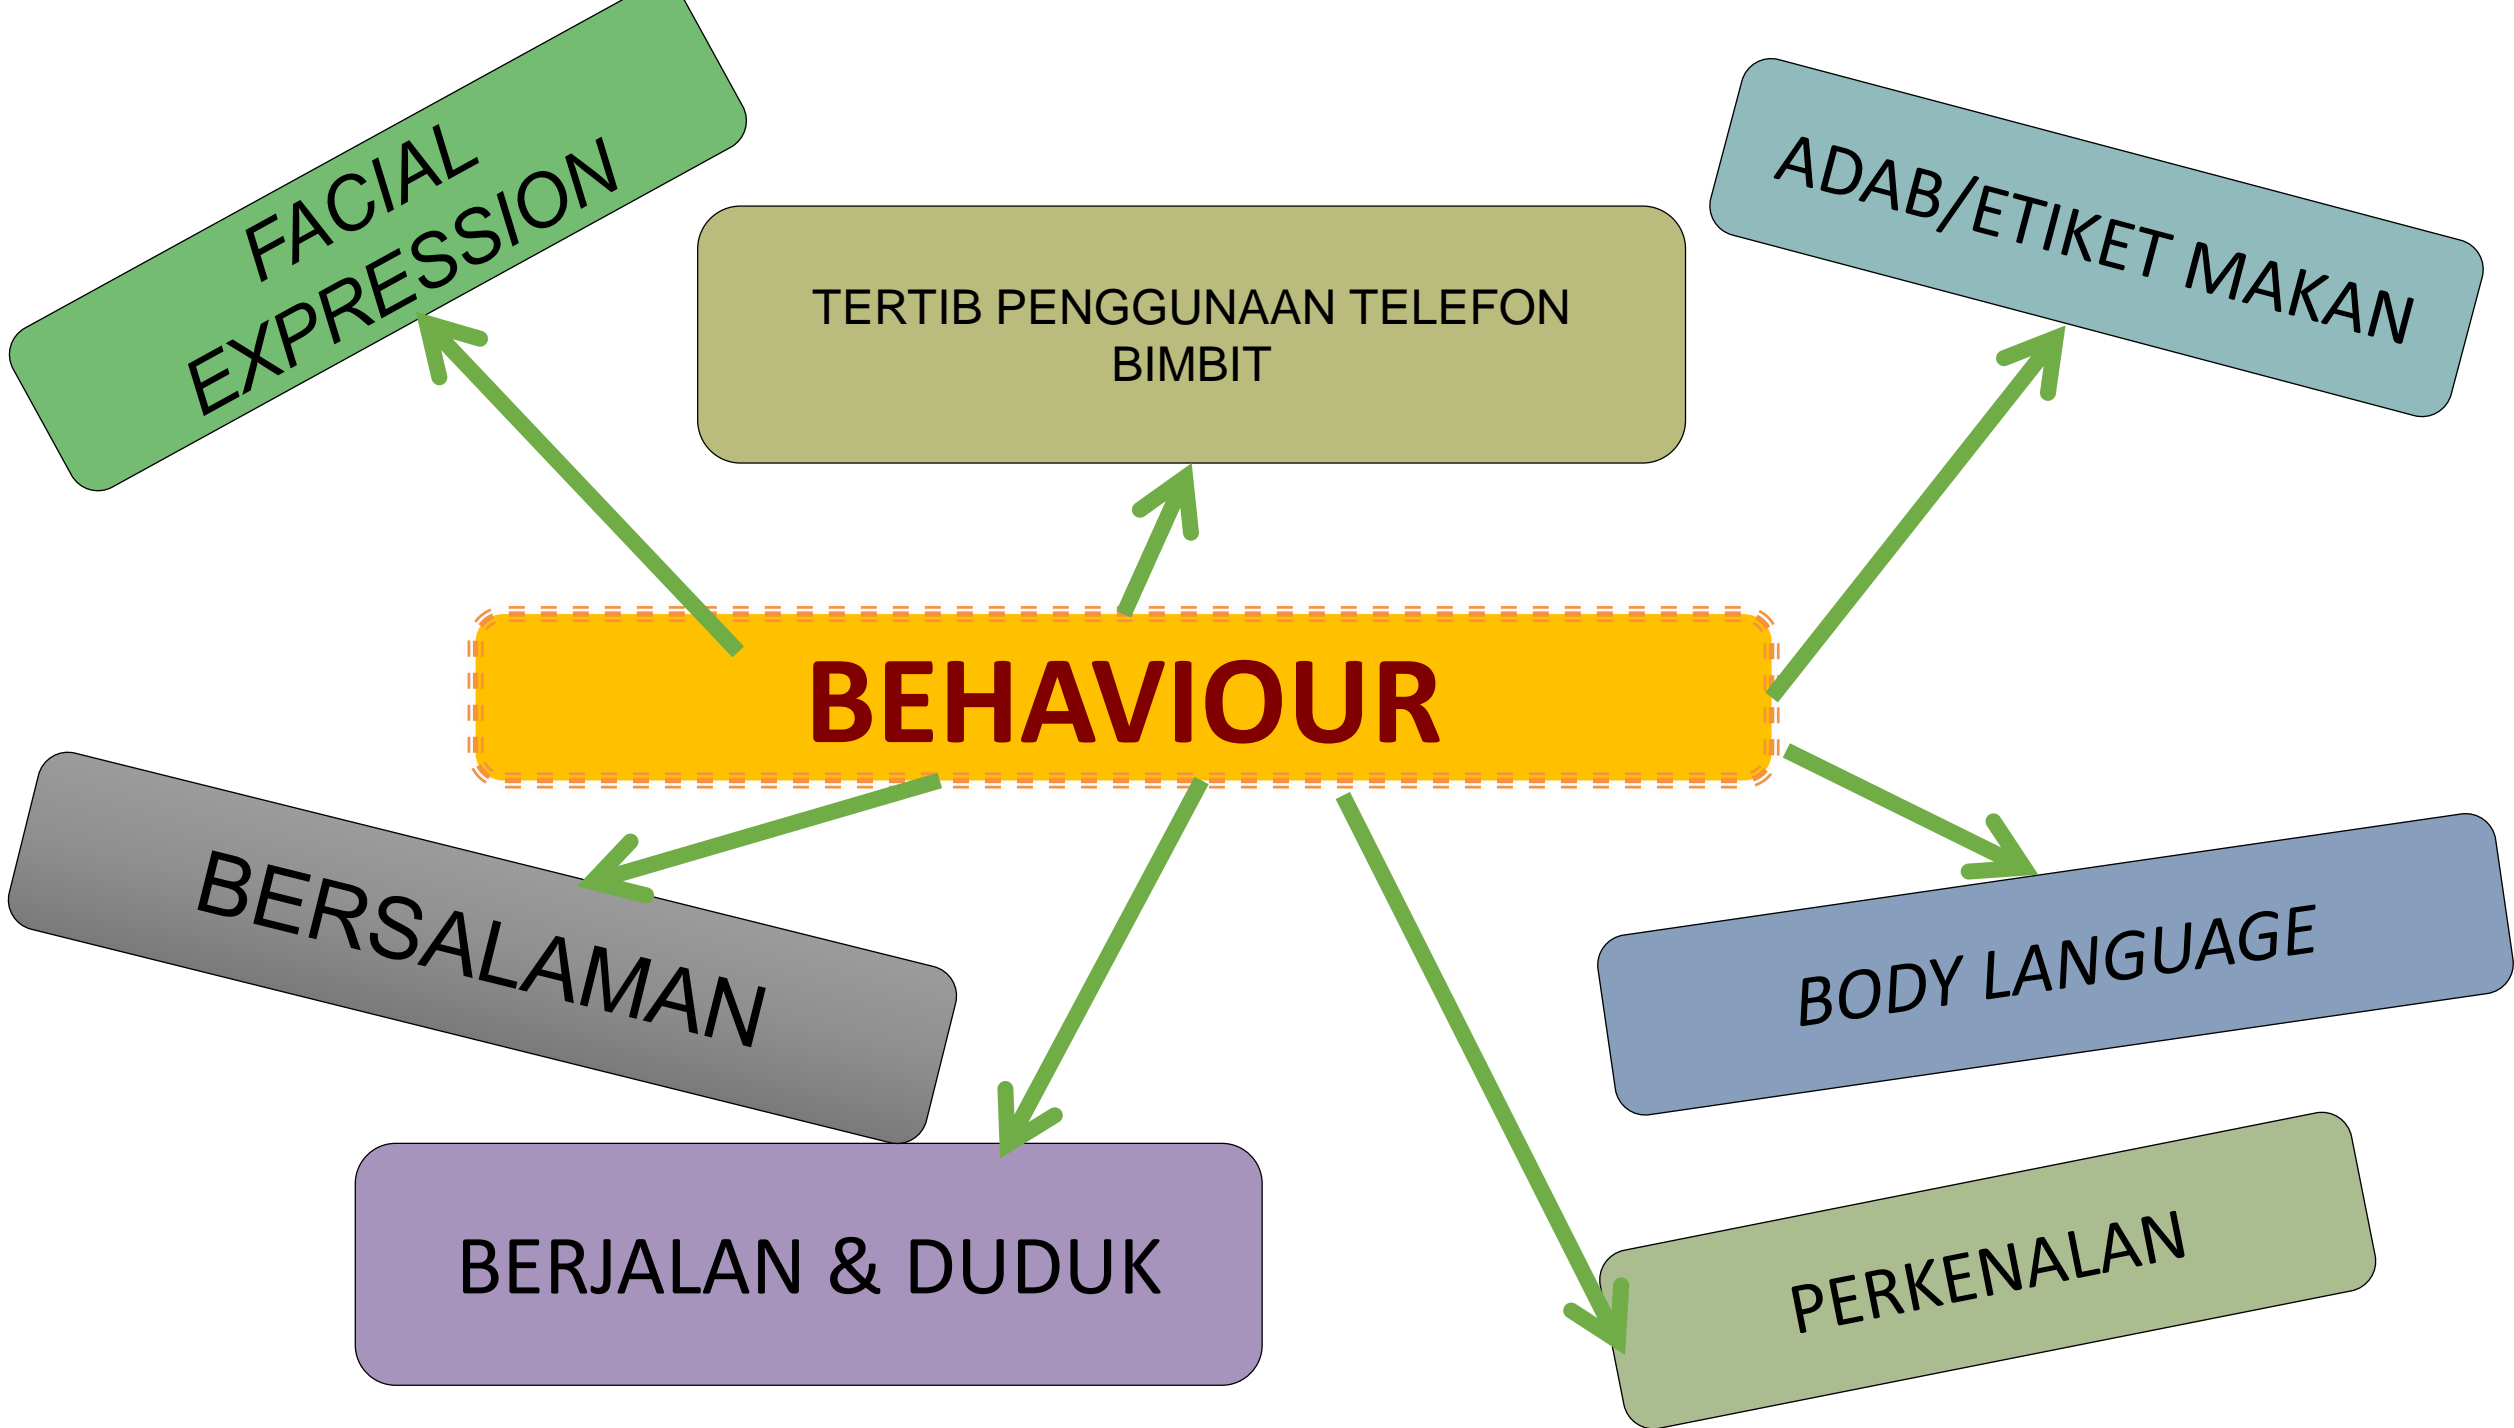 FACIAL
EXPRESSION
TERTIB PENGGUNAAN TELEFON
BIMBIT
ADAB/ETIKET MAKAN
BEHAVIOUR
BERSALAMAN
BODY LANGUAGE
BERJALAN & DUDUK
PERKENALAN